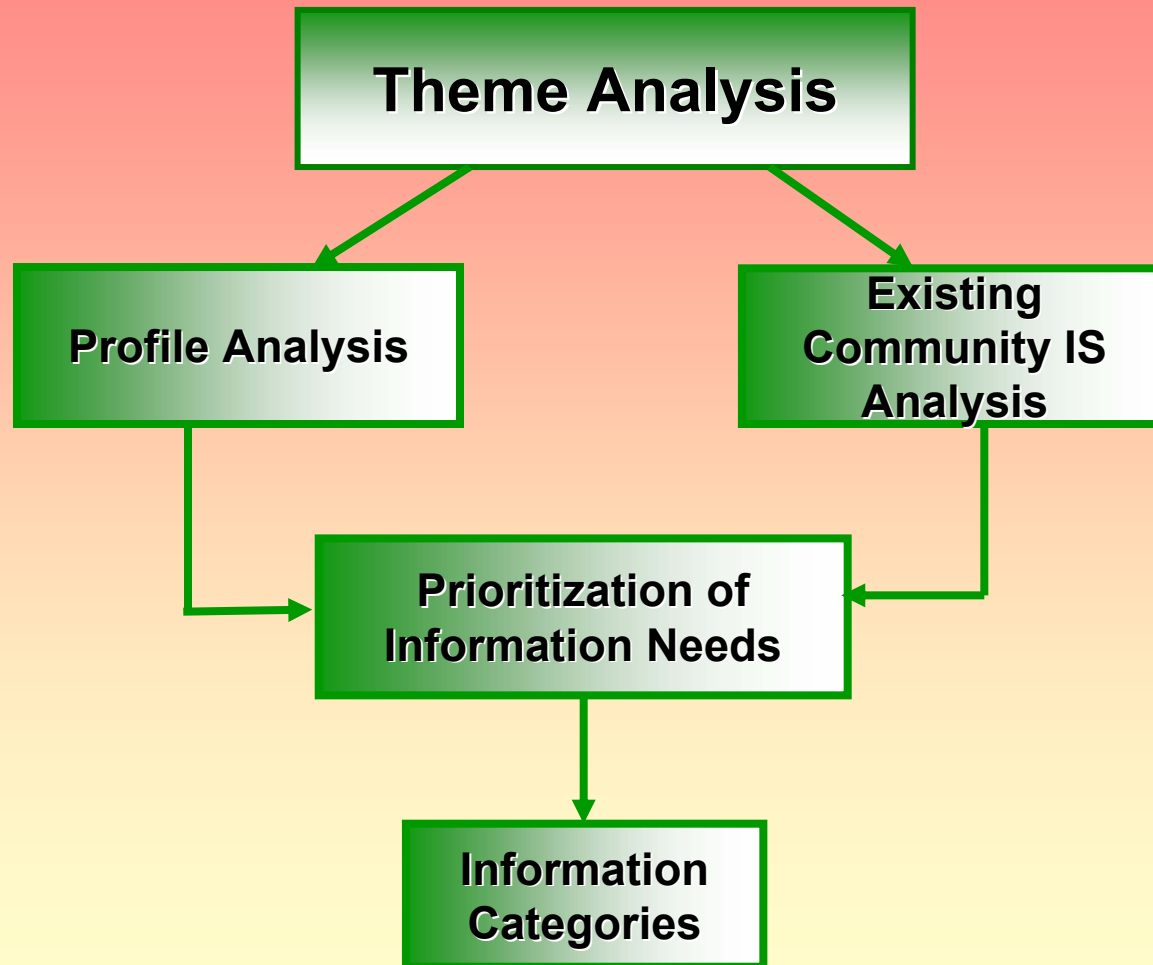 Theme Analysis
Profile Analysis
Existing
Community IS
Analysis
Prioritization of
Information Needs
Information
Categories